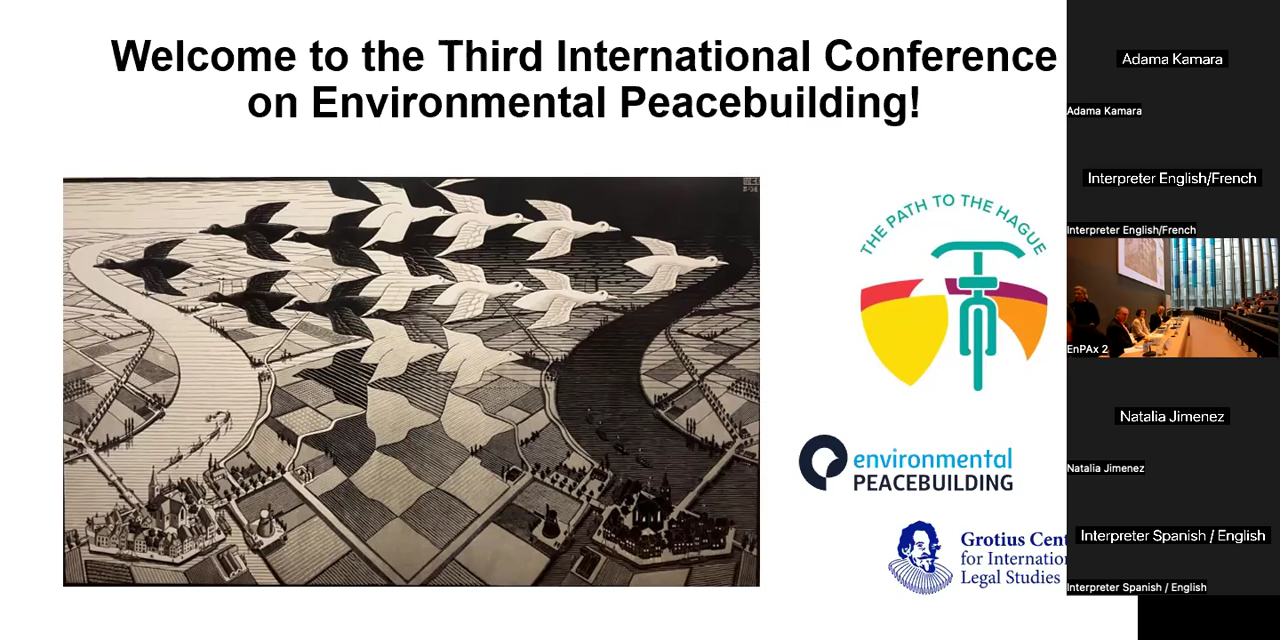 Welcome to the Third International Conference
on Environmental Peacebuilding!
THE PATH TO THE HAGUE
environmental
PEACEBUILDING
Grotius Cent
for Internation
Legal Studies
Adama Kamara
Adama Kamara
Interpreter English/French
Interpreter English/French
EnPAx 2
Natalia Jimenez
Natalia Jimenez
Interpreter Spanish / English
Interpreter Spanish / English